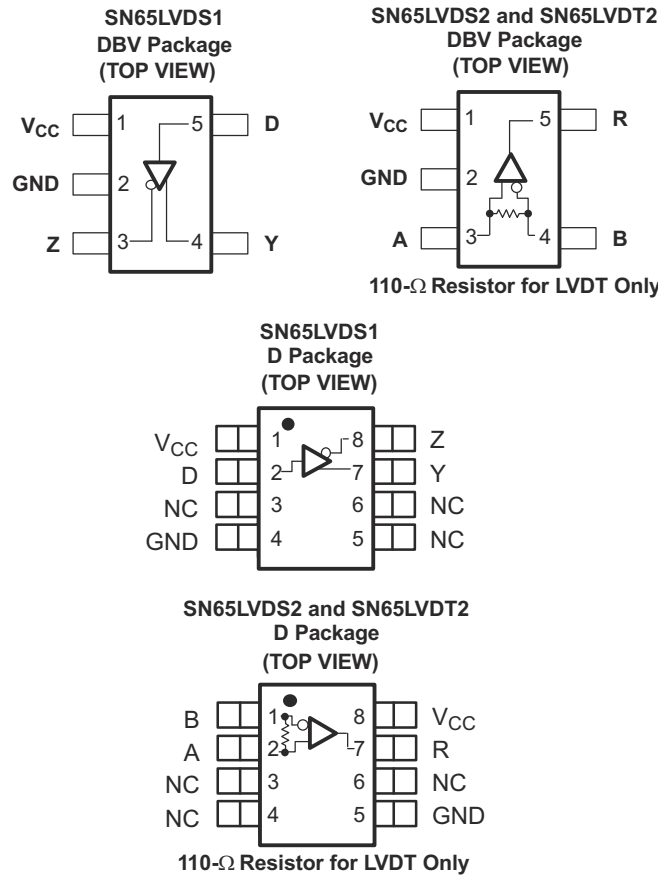 SN65LVDS1
DBV Package
(TOP VIEW)
VCC 1 5 D
GND 2
Z 3 4 Y
SN65LVDS2 and SN65LVDT2
DBV Package
(TOP VIEW)
VCC 1 5 R
GND 2
A 3 4 B
110-Ω Resistor for LVDT Only
SN65LVDS1
D Package
(TOP VIEW)
VCC 1 8 Z
D 2 7 Y
NC 3 6 NC
GND 4 5 NC
SN65LVDS2 and SN65LVDT2
D Package
(TOP VIEW)
B 1 8 VCC
A 2 7 R
NC 3 6 NC
NC 4 5 GND
110-Ω Resistor for LVDT Only